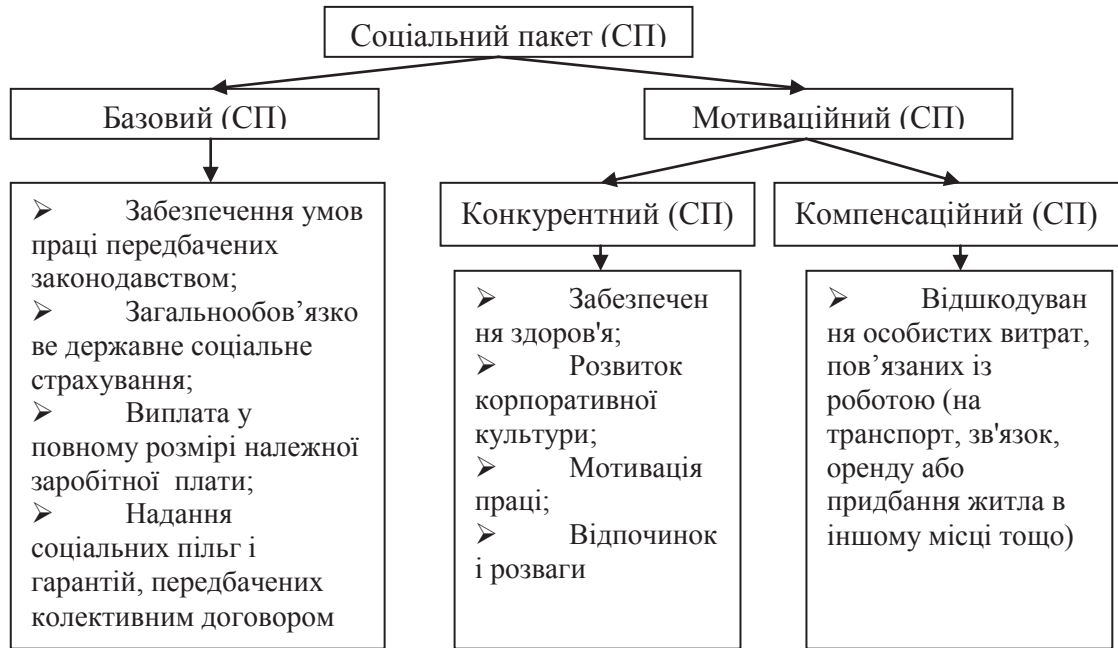 Соціальний пакет (СП)
Базовий (СП)
Мотиваційний (СП)
➢ Забезпечення умов
праці передбачених
законодавством;
➢ Загальнообов’язко
ве державне соціальне
страхування;
➢ Виплата у
повному розмірі належної
заробітної плати;
➢ Надання
соціальних пільг і
гарантій, передбачених
колективним договором
Конкурентний (СП)
➢ Забезпечен
ня здоров'я;
➢ Розвиток
корпоративної
культури;
➢ Мотивація
праці;
➢ Відпочинок
і розваги
Компенсаційний (СП)
➢ Відшкодуван
ня особистих витрат,
пов’язаних із
роботою (на
транспорт, зв'язок,
оренду або
придбання житла в
іншому місці тощо)